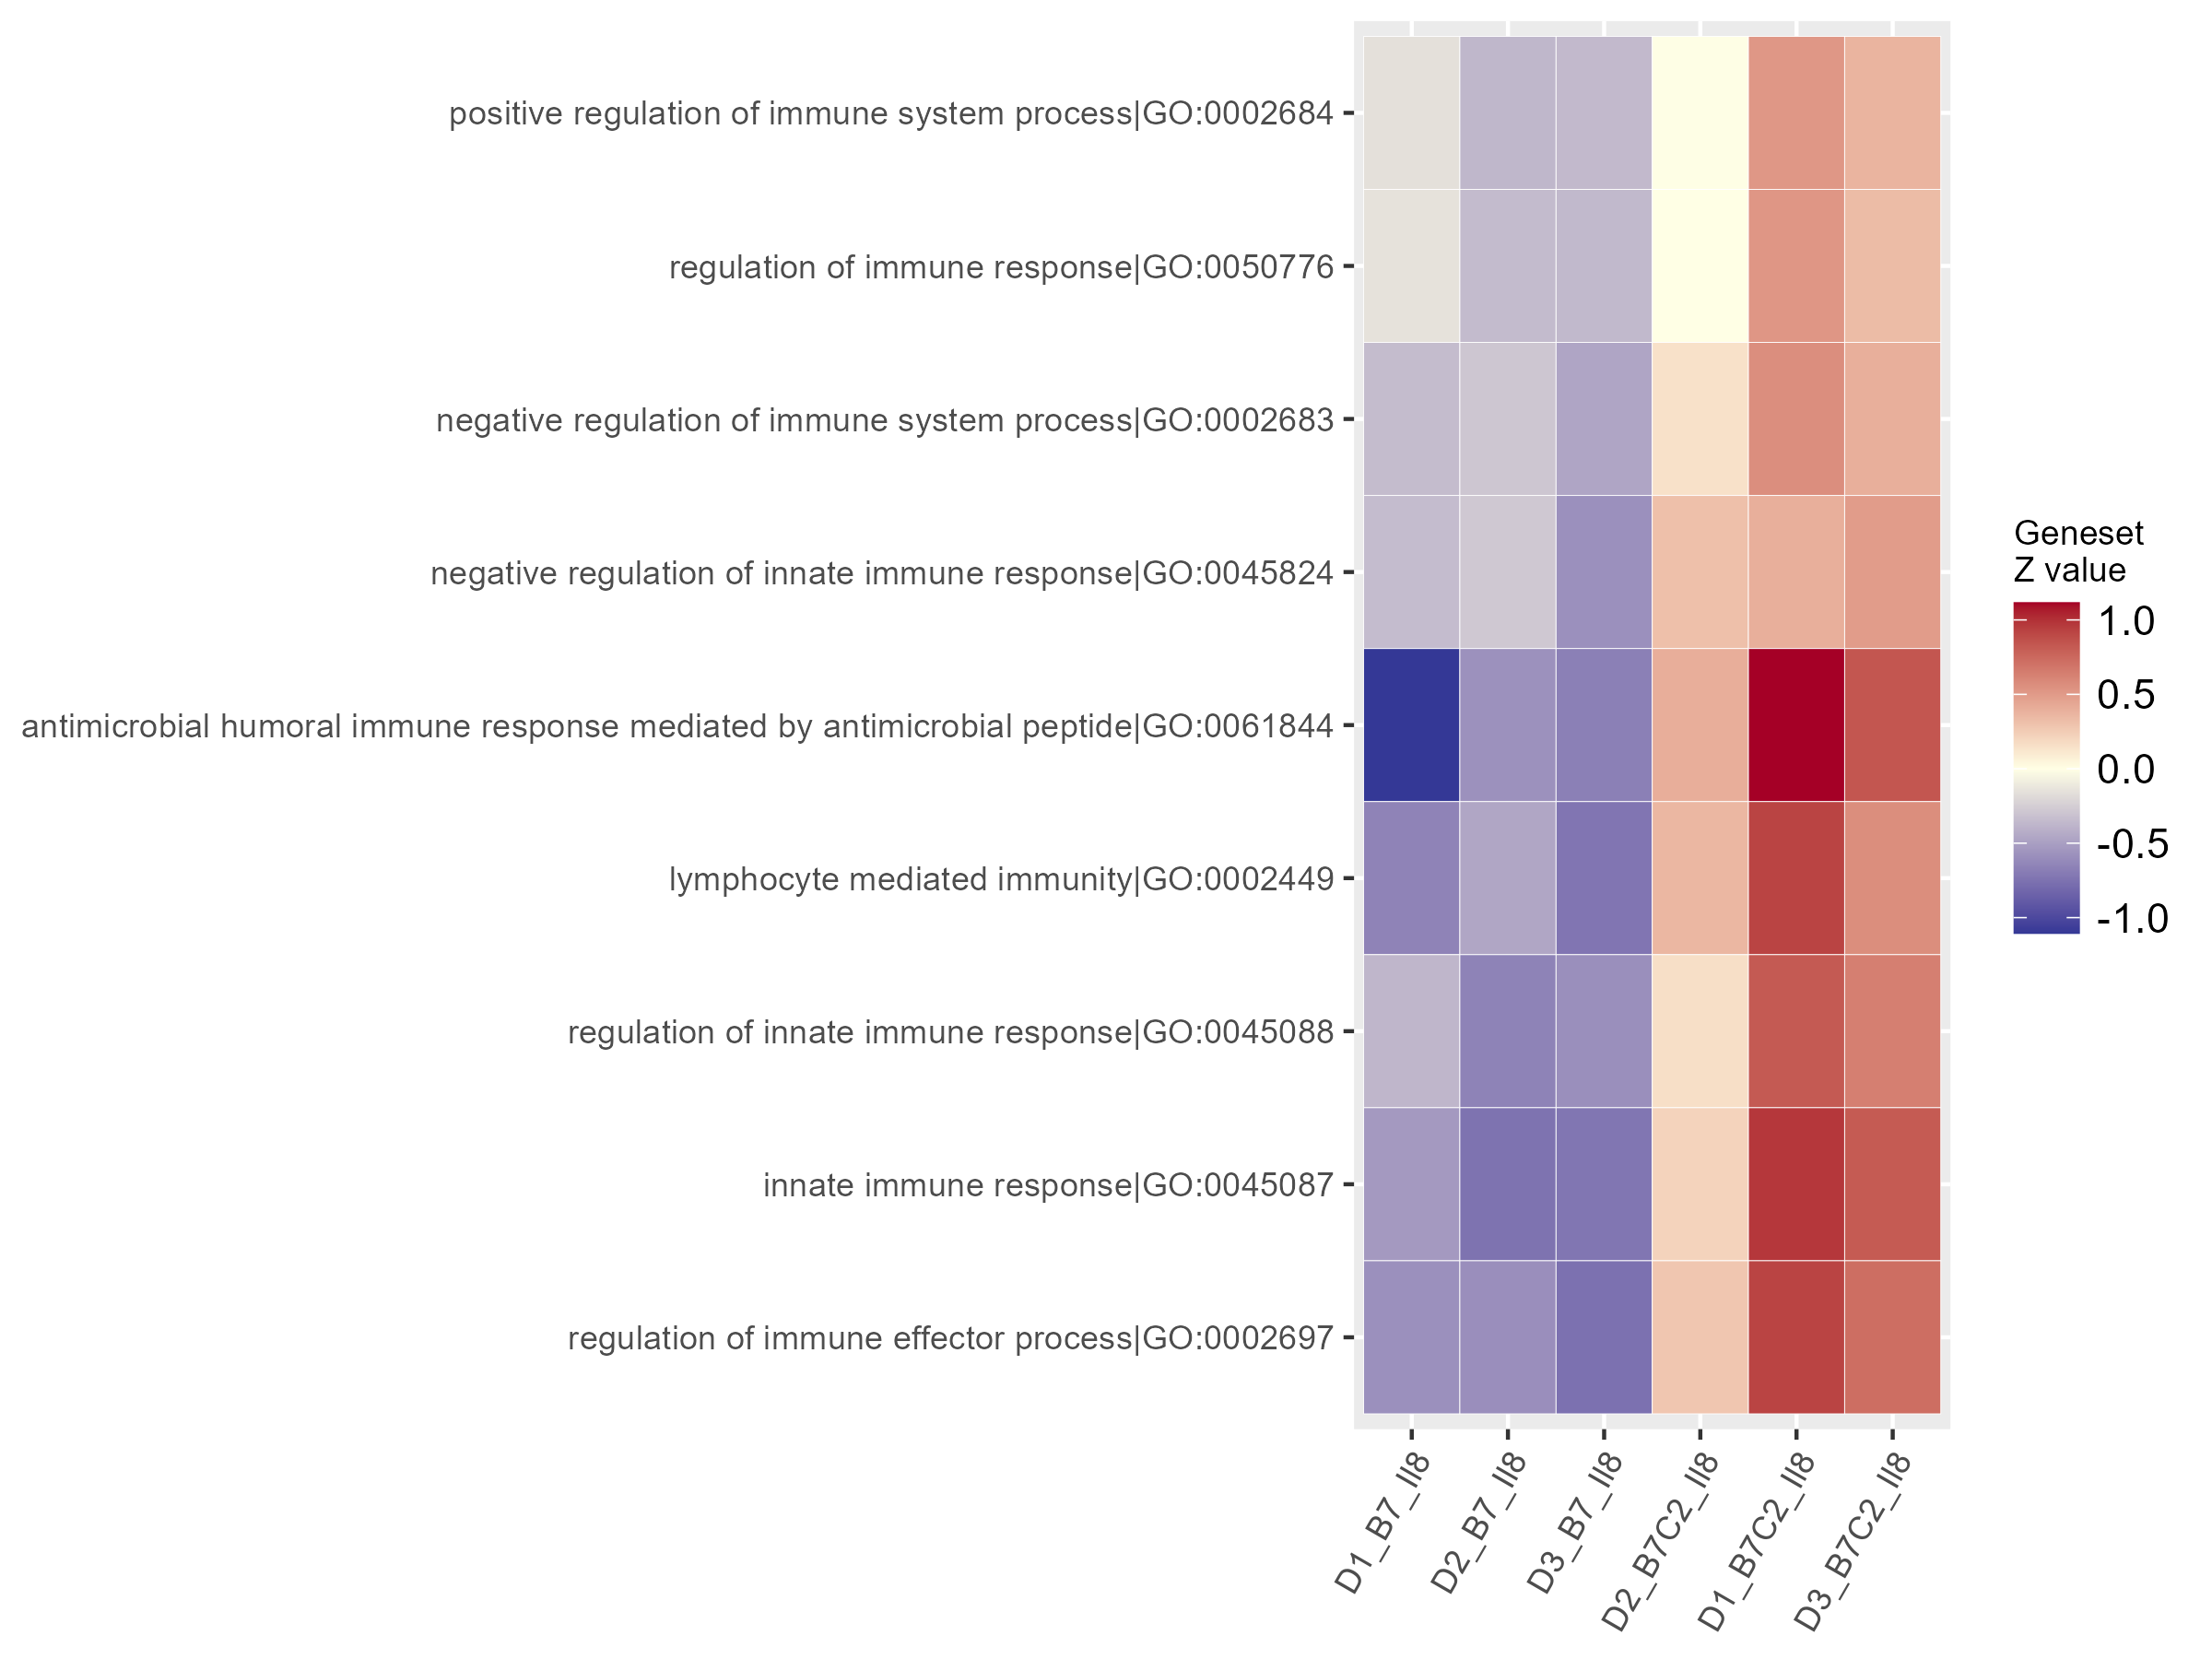 positive regulation of immune system process|GO:0002684
regulation of immune response|GO:0050776
negative regulation of immune system process|GO:0002683
negative regulation of innate immune response|GO:0045824
antimicrobial humoral immune response mediated by antimicrobial peptide|GO:0061844
lymphocyte mediated immunity|GO:0002449
regulation of innate immune response|GO:0045088
innate immune response|GO:0045087
regulation of immune effector process|GO:0002697
D1_B7_Il8
D2_B7_Il8
D3_B7_Il8
D2_B7C2_Il8
D1_B7C2_Il8
D3_B7C2_Il8
Geneset
Z value
1.0
0.5
0.0
-0.5
-1.0